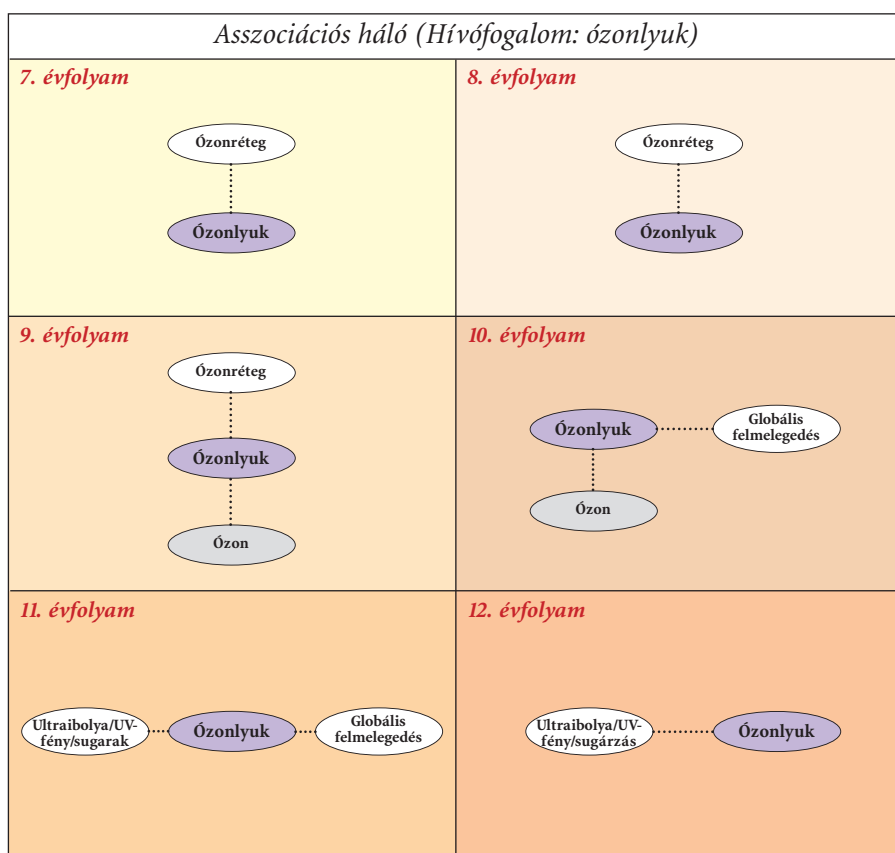 Asszociációs háló (Hívófogalom: ózonlyuk)
7. évfolyam
Ózonréteg
Ózonlyuk
8. évfolyam
Ózonréteg
Ózonlyuk
9. évfolyam
Ózonréteg
Ózonlyuk
Ózon
10. évfolyam
Ózonlyuk
Globális
felmelegedés
Ózon
11. évfolyam
Ultraibolya/UV-
fény/sugarak
Ózonlyuk
Globális
felmelegedés
12. évfolyam
Ultraibolya/UV-
fény/sugárzás
Ózonlyuk